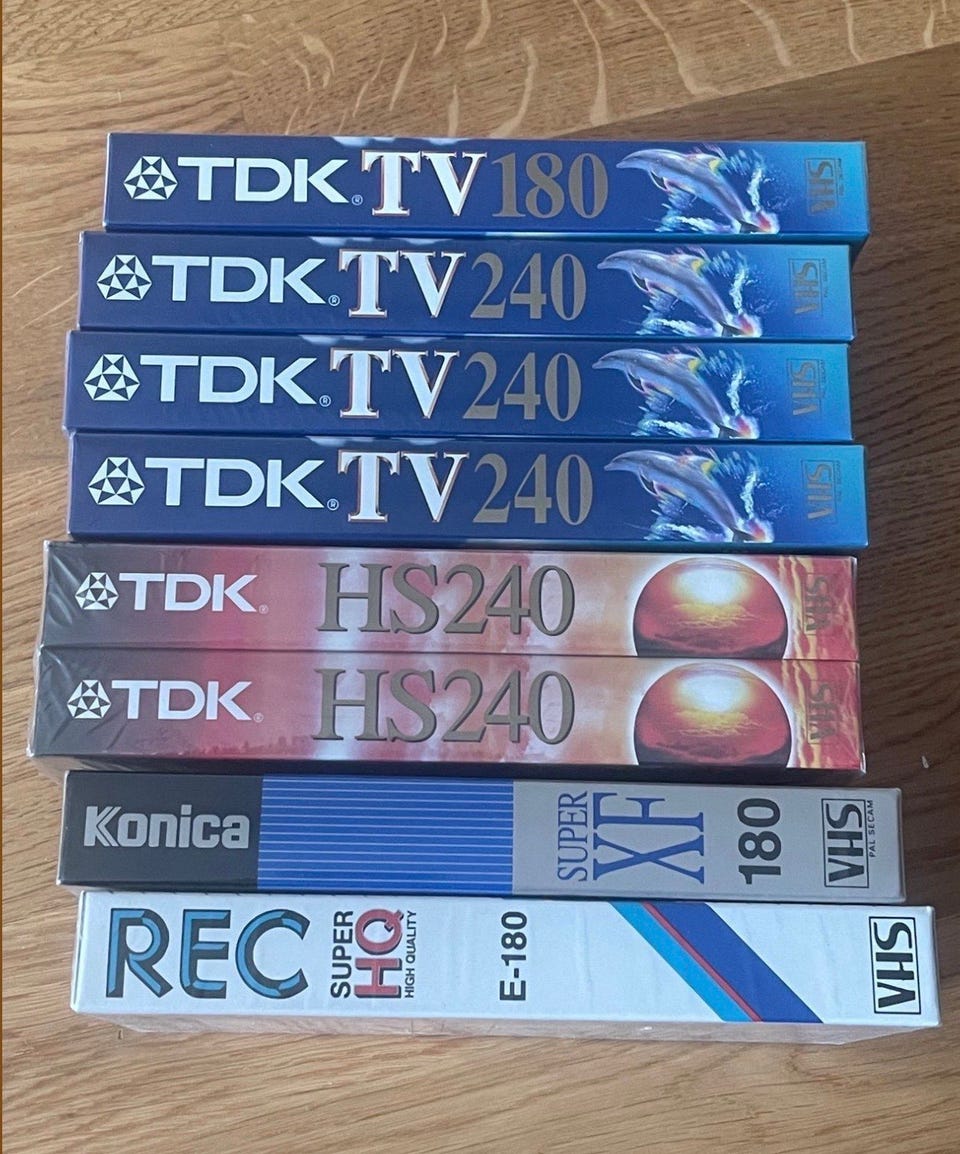 TDK® TV180 VHS
TDK® TV240 VHS
TDK® TV240 VHS
TDK® TV240 VHS
TDK® HS240 VHS
TDK® HS240 VHS
Konica SUPER XF 180 VHS PAL SECAM
REC SUPER HQ HIGH QUALITY E-180 VHS